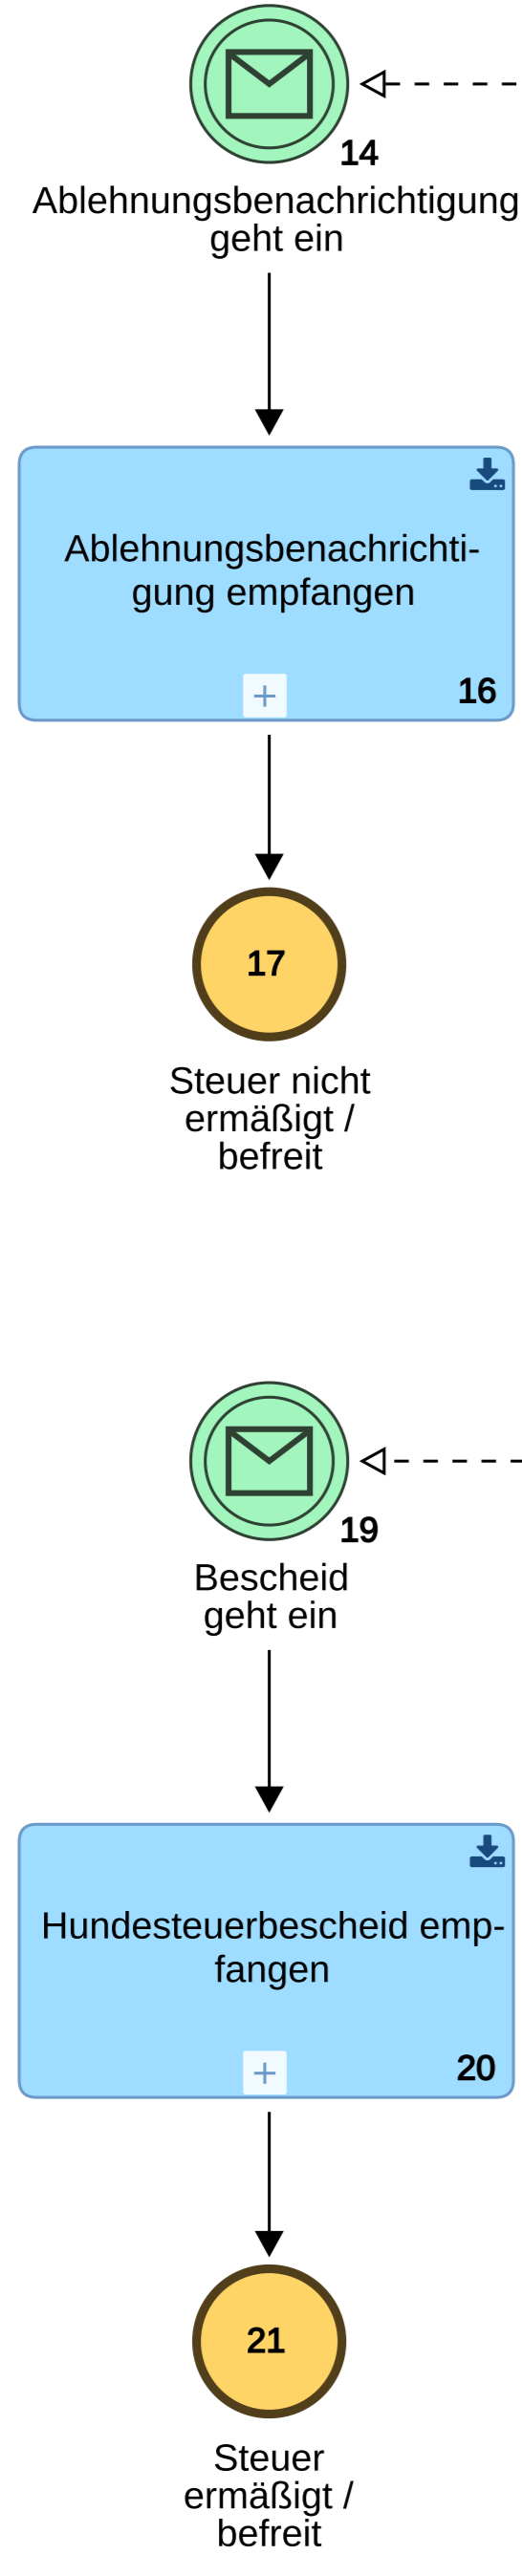 14
Ablehnungsbenachrichtigung
geht ein
Ablehnungsbenachrichti-
gung empfangen
16
17
Steuer nicht
ermäßigt /
befreit
19
Bescheid
geht ein
Hundesteuerbescheid emp-
fangen
20
21
Steuer
ermäßigt /
befreit